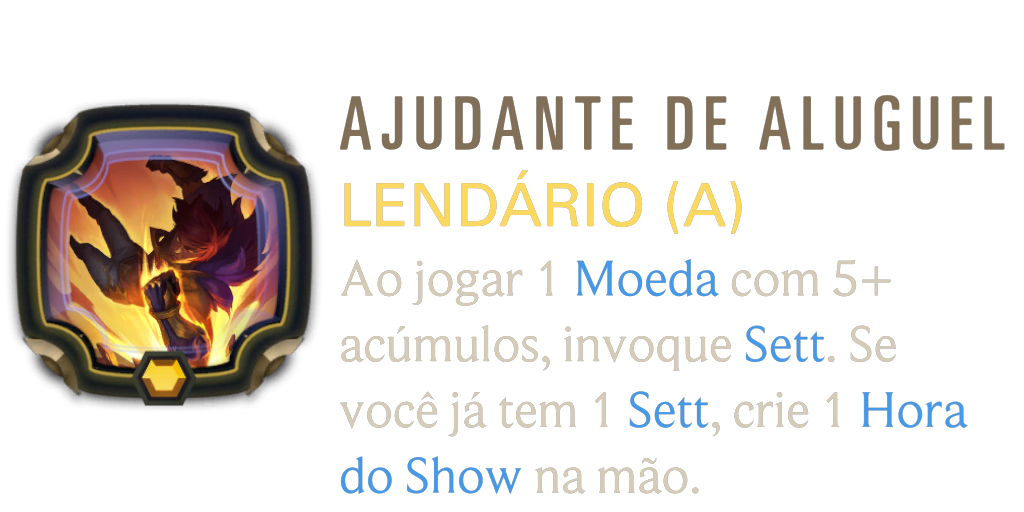 AJUDANTE DE ALUGUEL
LENDÁRIO (A)
Ao jogar 1 Moeda com 5+
acúmulos, invoque Sett. Se
você já tem 1 Sett, crie 1 Hora
do Show na mão.